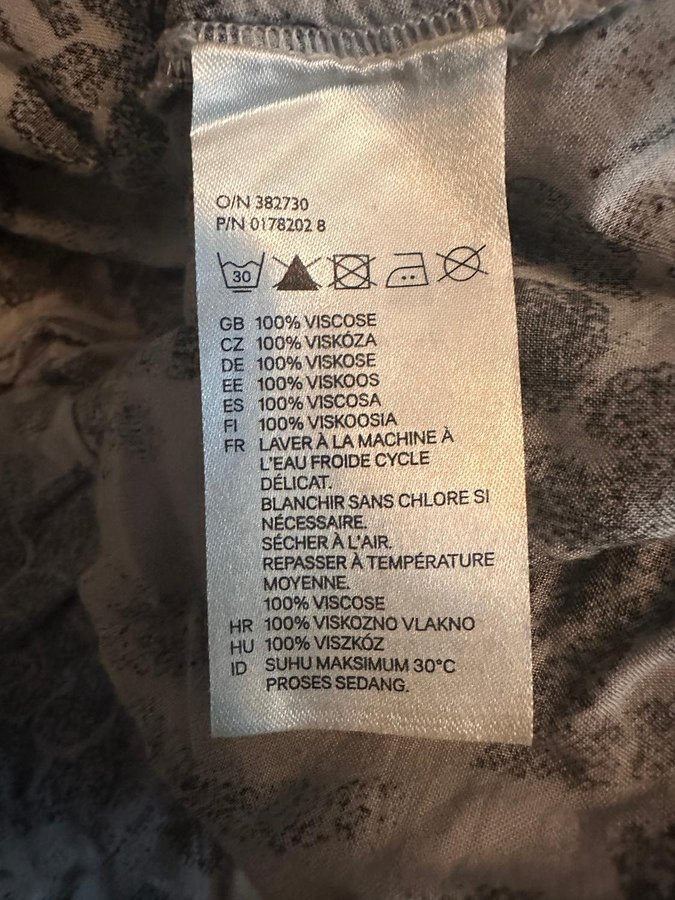 O/N 382730
P/N 0178202 8
30
GB 100% VISCOSE
CZ 100% VISKÓZA
DE 100% VISKOSE
EE 100% VISKOOS
ES 100% VISCOSA
FI 100% VISKOOSIA
FR LAVER À LA MACHINE À
L'EAU FROIDE CYCLE
DÉLICAT.
BLANCHIR SANS CHLORE SI
NÉCESSAIRE.
SÉCHER À L'AIR.
REPASSER À TEMPÉRATURE
MOYENNE.
100% VISCOSE
HR 100% VISKOZNO VLAKNO
HU 100% VISZKÓZ
ID SUHU MAKSIMUM 30°C
PROSES SEDANG.